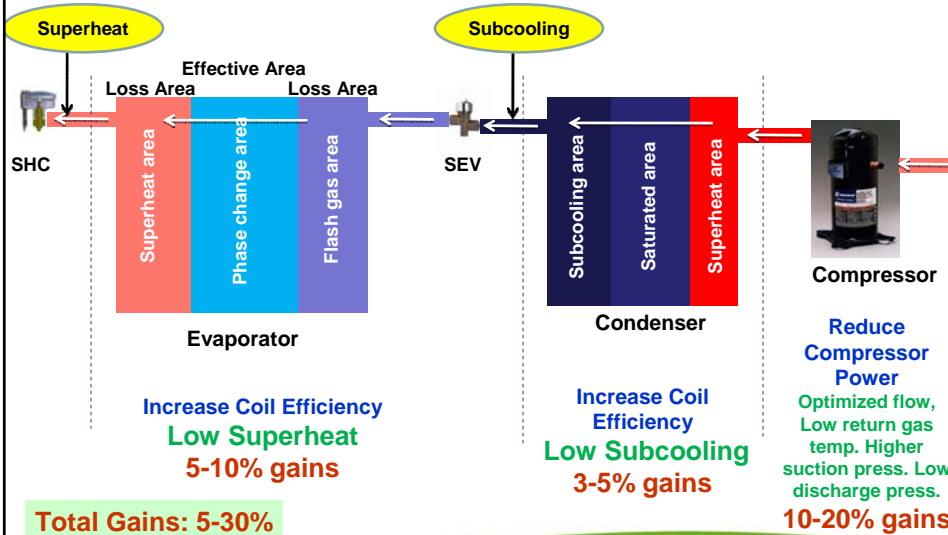 Superheat
Subcooling
Effective Area
Loss Area
Loss Area
SHC
SEV
Superheat area
Phase change area
Flash gas area
Subcooling area
Saturated area
Superheat area
Evaporator
Condenser
Compressor
Increase Coil Efficiency
Low Superheat
5-10% gains
Increase Coil
Efficiency
Low Subcooling
3-5% gains
Reduce
Compressor
Power
Optimized flow,
Low return gas
temp. Higher
suction press. Low
discharge press.
10-20% gains
Total Gains: 5-30%